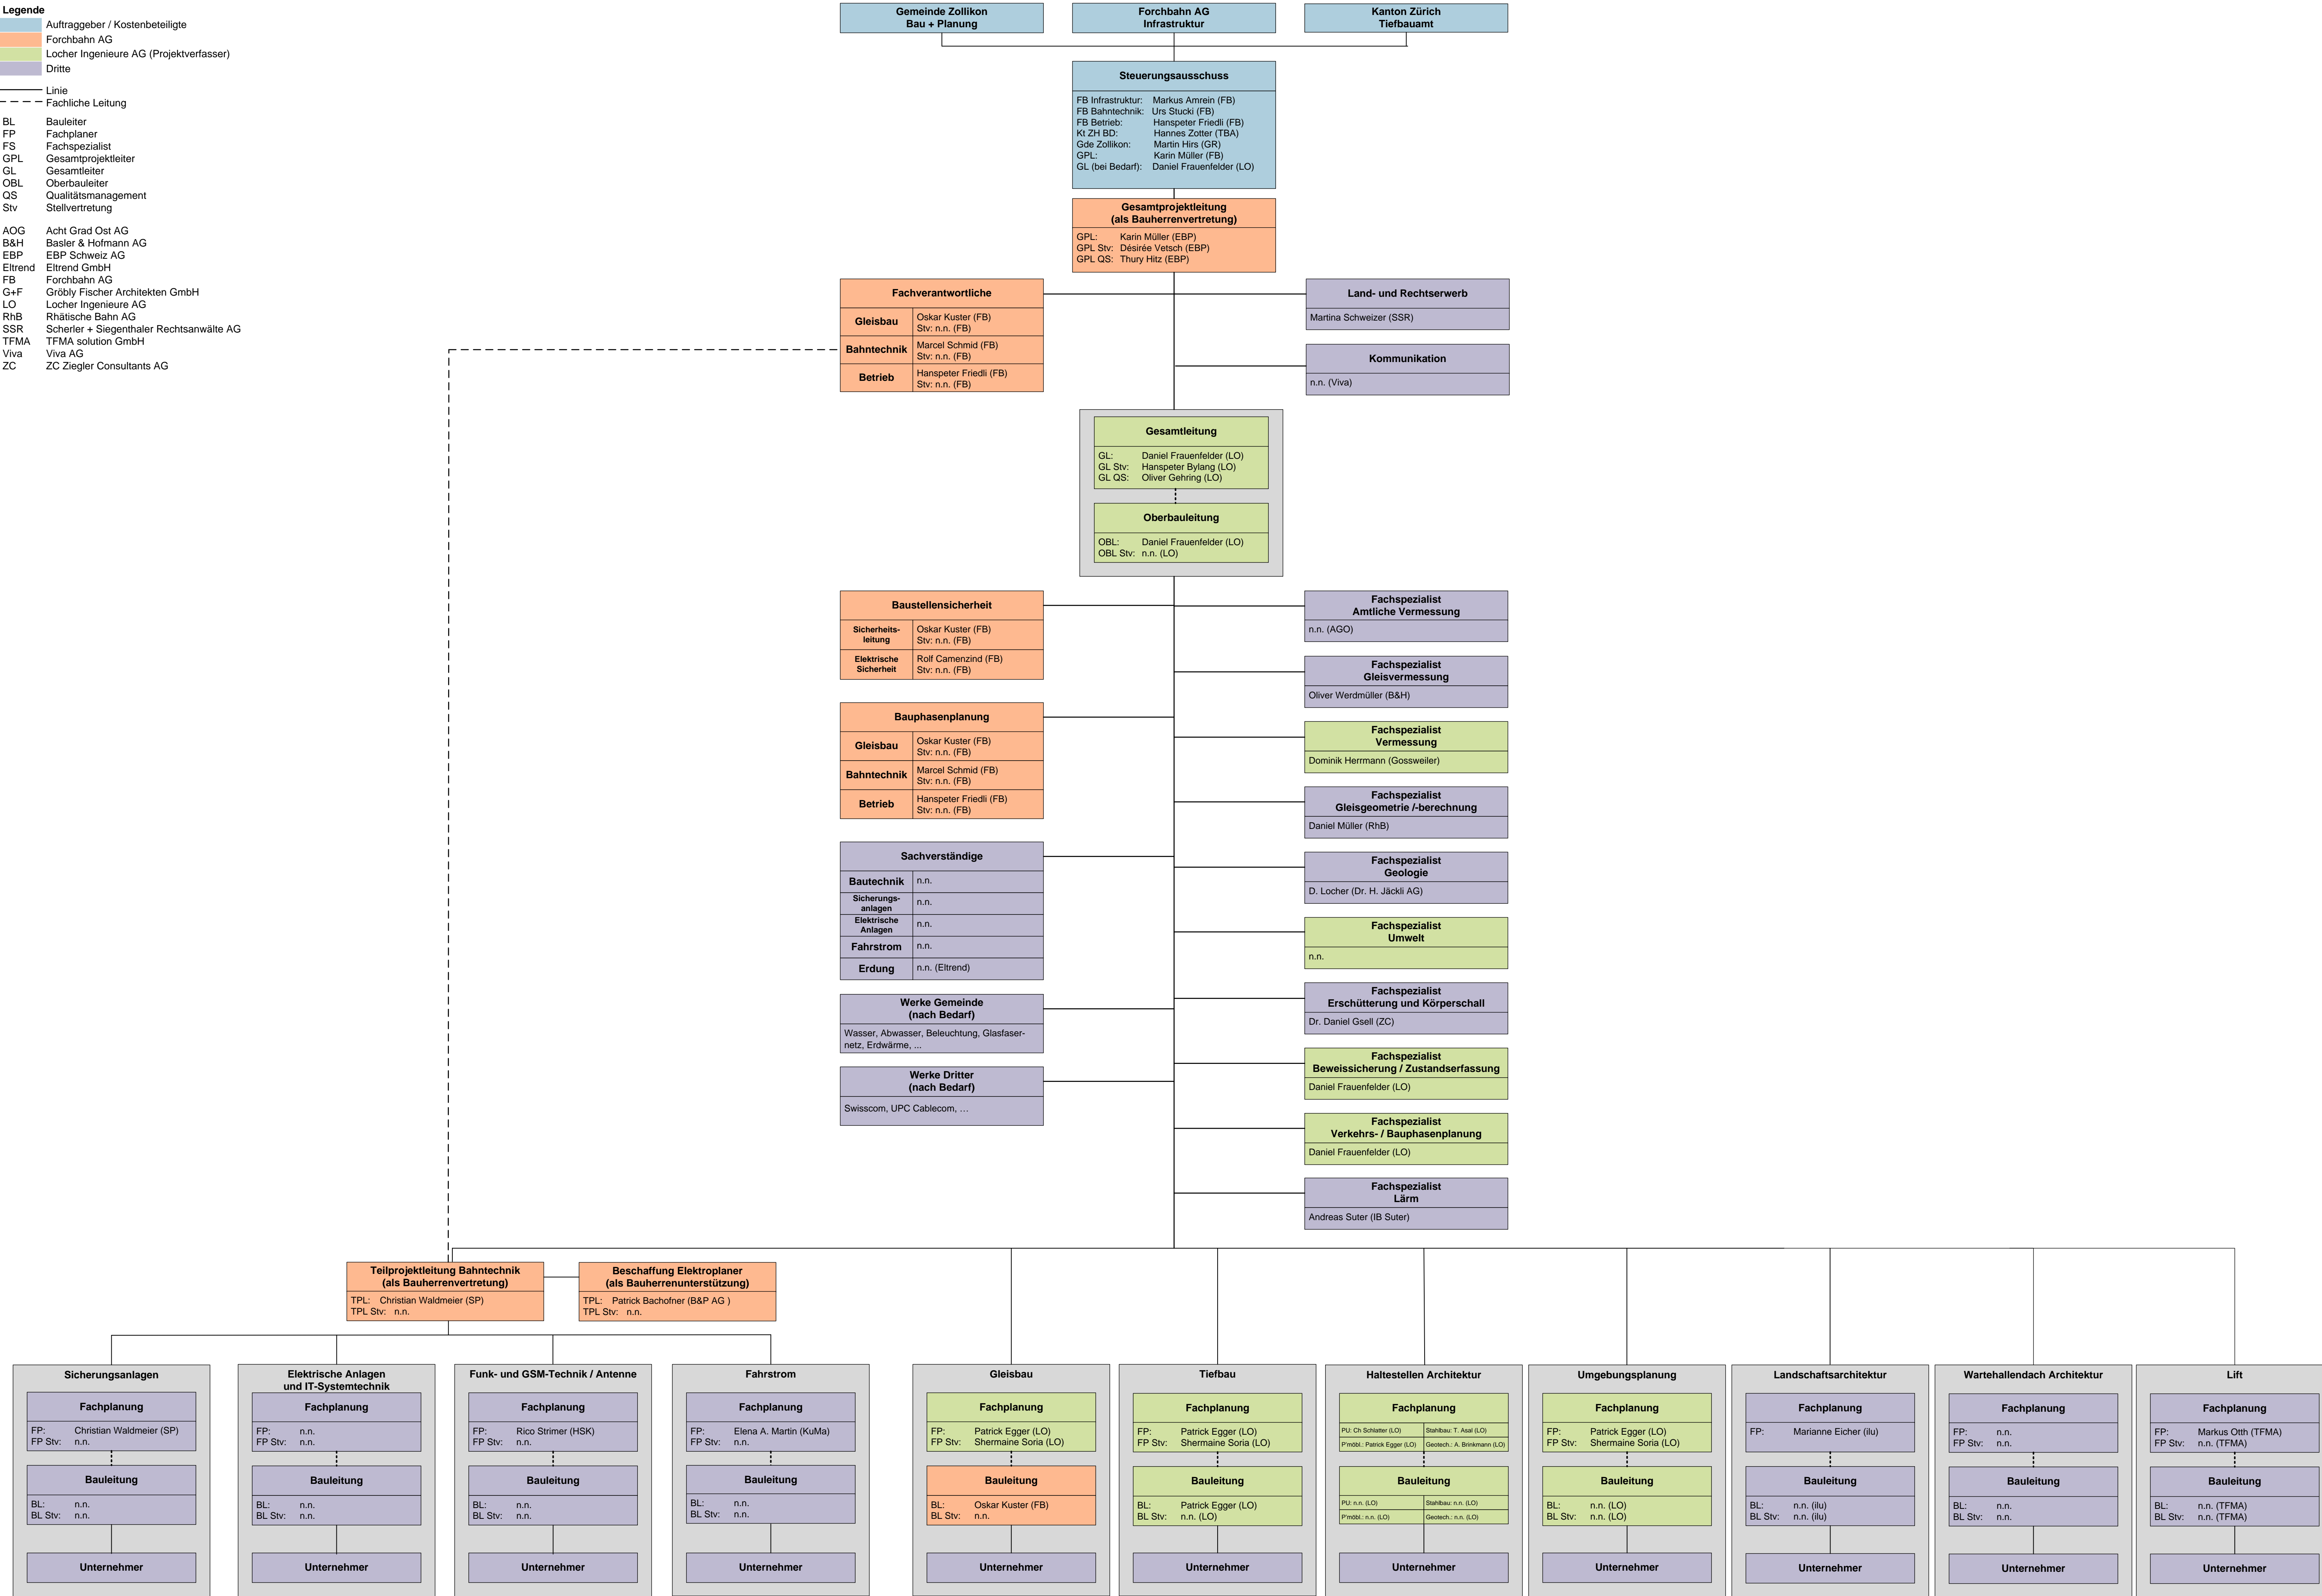 Legende
Auftraggeber / Kostenbeteiligte
Forchbahn AG
Locher Ingenieure AG (Projektverfasser)
Dritte
Linie
Fachliche Leitung
BL Bauleiter
FP Fachplaner
FS Fachspezialist
GPL Gesamtprojektleiter
GL Gesamtleiter
OBL Oberbauleiter
QS Qualitätsmanagement
Stv Stellvertretung
AOG Acht Grad Ost AG
B&H Basler & Hofmann AG
EBP EBP Schweiz AG
Eltrend Eltrend GmbH
FB Forchbahn AG
G+F Gröbly Fischer Architekten GmbH
LO Locher Ingenieure AG
RhB Rhätische Bahn AG
SSR Scherler + Siegenthaler Rechtsanwälte AG
TFMA TFMA solution GmbH
Viva Viva AG
ZC ZC Ziegler Consultants AG
Gemeinde Zollikon
Bau + Planung
Forchbahn AG
Infrastruktur
Kanton Zürich
Tiefbauamt
Steuerungsausschuss
FB Infrastruktur: Markus Amrein (FB)
FB Bahntechnik: Urs Stucki (FB)
FB Betrieb: Hanspeter Friedli (FB)
Kt ZH BD: Hannes Zotter (TBA)
Gde Zollikon: Martin Hirs (GR)
GPL: Karin Müller (FB)
GL (bei Bedarf): Daniel Frauenfelder (LO)
Gesamtprojektleitung
(als Bauherrenvertretung)
GPL: Karin Müller (EBP)
GPL Stv: Désirée Vetsch (EBP)
GPL QS: Thury Hitz (EBP)
Fachverantwortliche
Gleisbau
Oskar Kuster (FB)
Stv: n.n. (FB)
Bahntechnik
Marcel Schmid (FB)
Stv: n.n. (FB)
Betrieb
Hanspeter Friedli (FB)
Stv: n.n. (FB)
Land- und Rechtserwerb
Martina Schweizer (SSR)
Kommunikation
n.n. (Viva)
Gesamtleitung
GL: Daniel Frauenfelder (LO)
GL Stv: Hanspeter Bylang (LO)
GL QS: Oliver Gehring (LO)
Oberbauleitung
OBL: Daniel Frauenfelder (LO)
OBL Stv: n.n. (LO)
Baustellensicherheit
Sicherheits-
leitung
Oskar Kuster (FB)
Stv: n.n. (FB)
Elektrische
Sicherheit
Rolf Camenzind (FB)
Stv: n.n. (FB)
Bauphasenplanung
Gleisbau
Oskar Kuster (FB)
Stv: n.n. (FB)
Bahntechnik
Marcel Schmid (FB)
Stv: n.n. (FB)
Betrieb
Hanspeter Friedli (FB)
Stv: n.n. (FB)
Sachverständige
Bautechnik n.n.
Sicherungs-
anlagen
n.n.
Elektrische
Anlagen
n.n.
Fahrstrom n.n.
Erdung n.n. (Eltrend)
Werke Gemeinde
(nach Bedarf)
Wasser, Abwasser, Beleuchtung, Glasfaser-
netz, Erdwärme, ...
Werke Dritter
(nach Bedarf)
Swisscom, UPC Cablecom, …
Fachspezialist
Amtliche Vermessung
n.n. (AGO)
Fachspezialist
Gleisvermessung
Oliver Werdmüller (B&H)
Fachspezialist
Vermessung
Dominik Herrmann (Gossweiler)
Fachspezialist
Gleisgeometrie /-berechnung
Daniel Müller (RhB)
Fachspezialist
Geologie
D. Locher (Dr. H. Jäckli AG)
Fachspezialist
Umwelt
n.n.
Fachspezialist
Erschütterung und Körperschall
Dr. Daniel Gsell (ZC)
Fachspezialist
Beweissicherung / Zustandserfassung
Daniel Frauenfelder (LO)
Fachspezialist
Verkehrs- / Bauphasenplanung
Daniel Frauenfelder (LO)
Fachspezialist
Lärm
Andreas Suter (IB Suter)
Teilprojektleitung Bahntechnik
(als Bauherrenvertretung)
TPL: Christian Waldmeier (SP)
TPL Stv: n.n.
Beschaffung Elektroplaner
(als Bauherrenunterstützung)
TPL: Patrick Bachofner (B&P AG )
TPL Stv: n.n.
Sicherungsanlagen
Fachplanung
FP: Christian Waldmeier (SP)
FP Stv: n.n.
Bauleitung
BL: n.n.
BL Stv: n.n.
Unternehmer
Elektrische Anlagen
und IT-Systemtechnik
Fachplanung
FP: n.n.
FP Stv: n.n.
Bauleitung
BL: n.n.
BL Stv: n.n.
Unternehmer
Funk- und GSM-Technik / Antenne
Fachplanung
FP: Rico Strimer (HSK)
FP Stv: n.n.
Bauleitung
BL: n.n.
BL Stv: n.n.
Unternehmer
Fahrstrom
Fachplanung
FP: Elena A. Martin (KuMa)
FP Stv: n.n.
Bauleitung
BL: n.n.
BL Stv: n.n.
Unternehmer
Gleisbau
Fachplanung
FP: Patrick Egger (LO)
FP Stv: Shermaine Soria (LO)
Bauleitung
BL: Oskar Kuster (FB)
BL Stv: n.n.
Unternehmer
Tiefbau
Fachplanung
FP: Patrick Egger (LO)
FP Stv: Shermaine Soria (LO)
Bauleitung
BL: Patrick Egger (LO)
BL Stv: n.n. (LO)
Unternehmer
Haltestellen Architektur
Fachplanung
PU: Ch Schlatter (LO) Stahlbau: T. Asal (LO)
P'möbl.: Patrick Egger (LO) Geotech.: A. Brinkmann (LO)
Bauleitung
PU: n.n. (LO) Stahlbau: n.n. (LO)
P'möbl.: n.n. (LO) Geotech.: n.n. (LO)
Unternehmer
Umgebungsplanung
Fachplanung
FP: Patrick Egger (LO)
FP Stv: Shermaine Soria (LO)
Bauleitung
BL: n.n. (LO)
BL Stv: n.n. (LO)
Unternehmer
Landschaftsarchitektur
Fachplanung
FP: Marianne Eicher (ilu)
Bauleitung
BL: n.n. (ilu)
BL Stv: n.n. (ilu)
Unternehmer
Wartehallendach Architektur
Fachplanung
FP: n.n.
FP Stv: n.n.
Bauleitung
BL: n.n.
BL Stv: n.n.
Unternehmer
Lift
Fachplanung
FP: Markus Otth (TFMA)
FP Stv: n.n. (TFMA)
Bauleitung
BL: n.n. (TFMA)
BL Stv: n.n. (TFMA)
Unternehmer